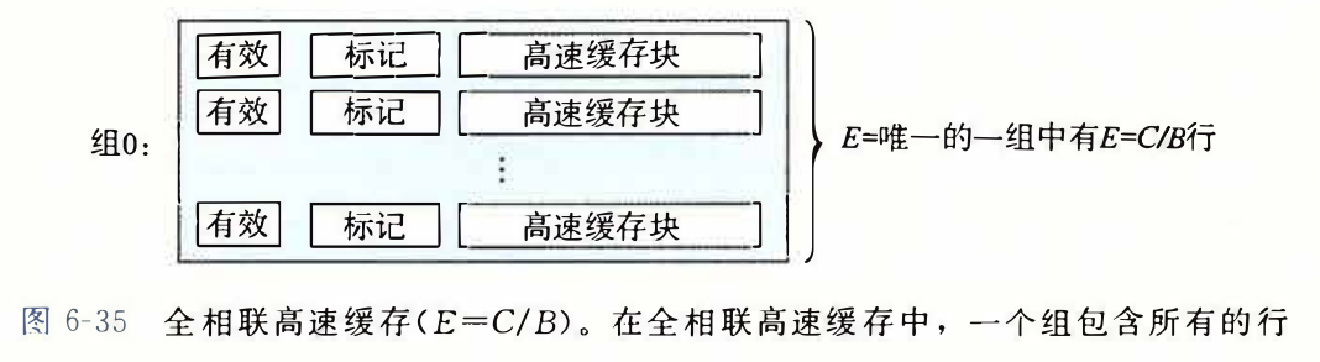 有效 标记 高速缓存块
有效 标记 高速缓存块
组0: E=唯一的一组中有E=C/B行
⋮
有效 标记 高速缓存块
图 6-35 全相联高速缓存(E=C/B)。在全相联高速缓存中，一个组包含所有的行